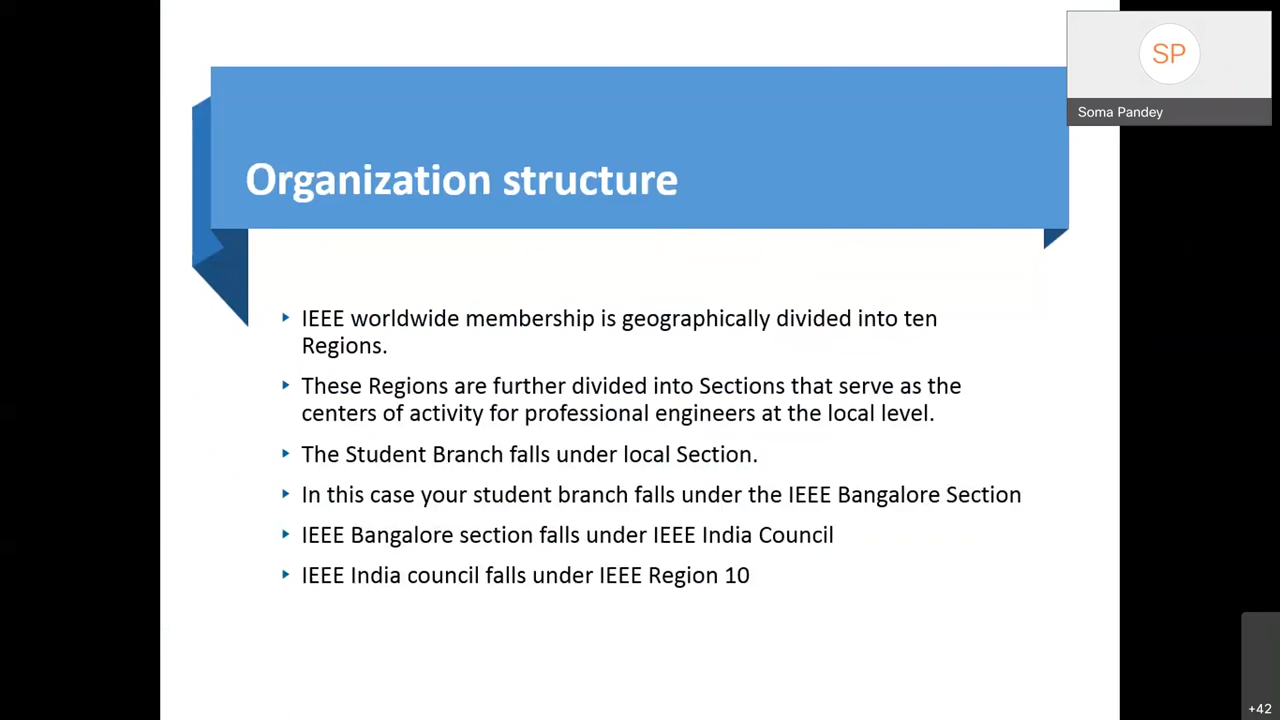 SP
Soma Pandey
Organization structure
IEEE worldwide membership is geographically divided into ten
Regions.
These Regions are further divided into Sections that serve as the
centers of activity for professional engineers at the local level.
The Student Branch falls under local Section.
In this case your student branch falls under the IEEE Bangalore Section
IEEE Bangalore section falls under IEEE India Council
IEEE India council falls under IEEE Region 10
+42